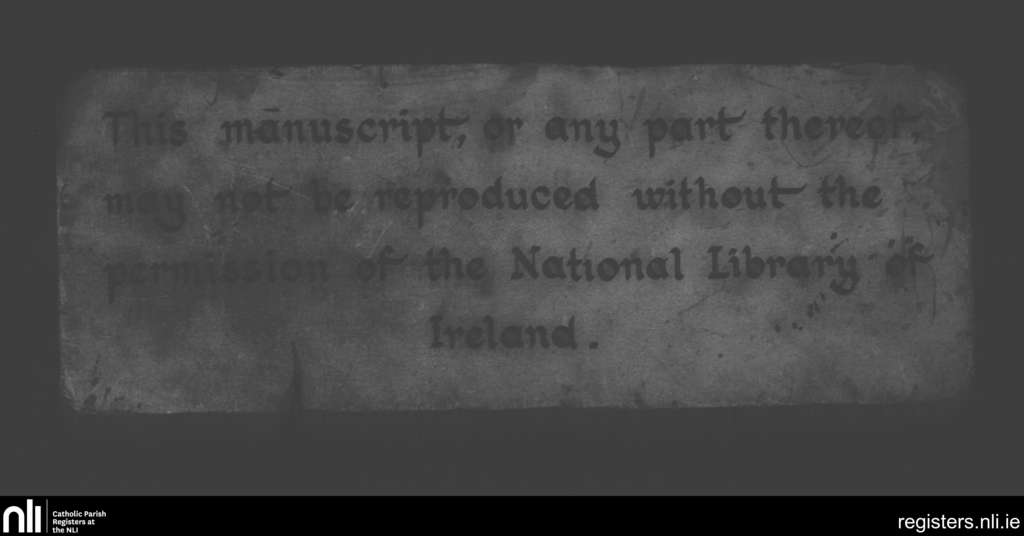 This manuscript, or any part thereof,
may not be reproduced without the
permission of the National Library of
Ireland.
nli
Catholic Parish
Registers at
the NLI
registers.nli.ie